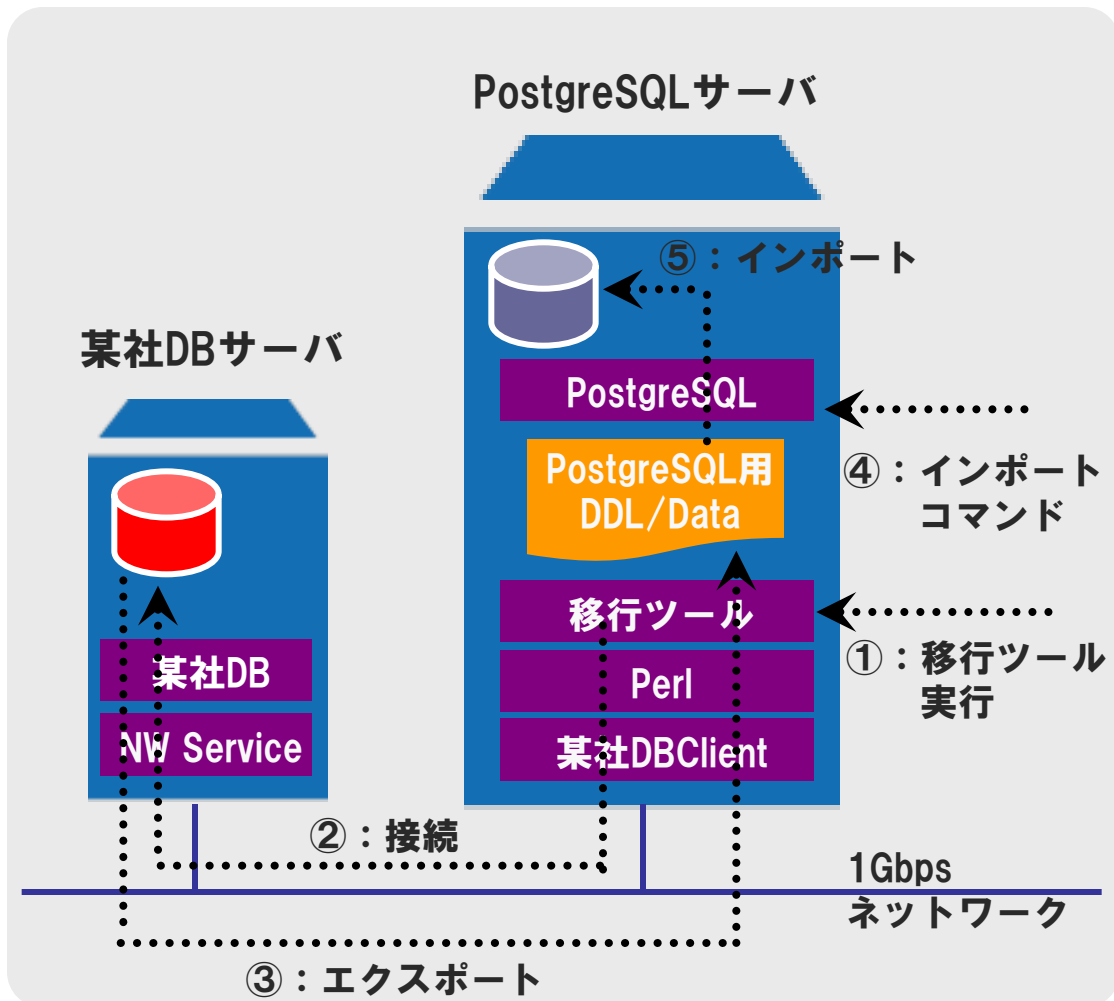 PostgreSQLサーバ
⑤：インポート
某社DBサーバ
PostgreSQL
PostgreSQL用
DDL/Data
④：インポート
コマンド
移行ツール
①：移行ツール
実行
某社DB
Perl
NW Service
某社DBClient
②：接続
1Gbps
ネットワーク
③：エクスポート